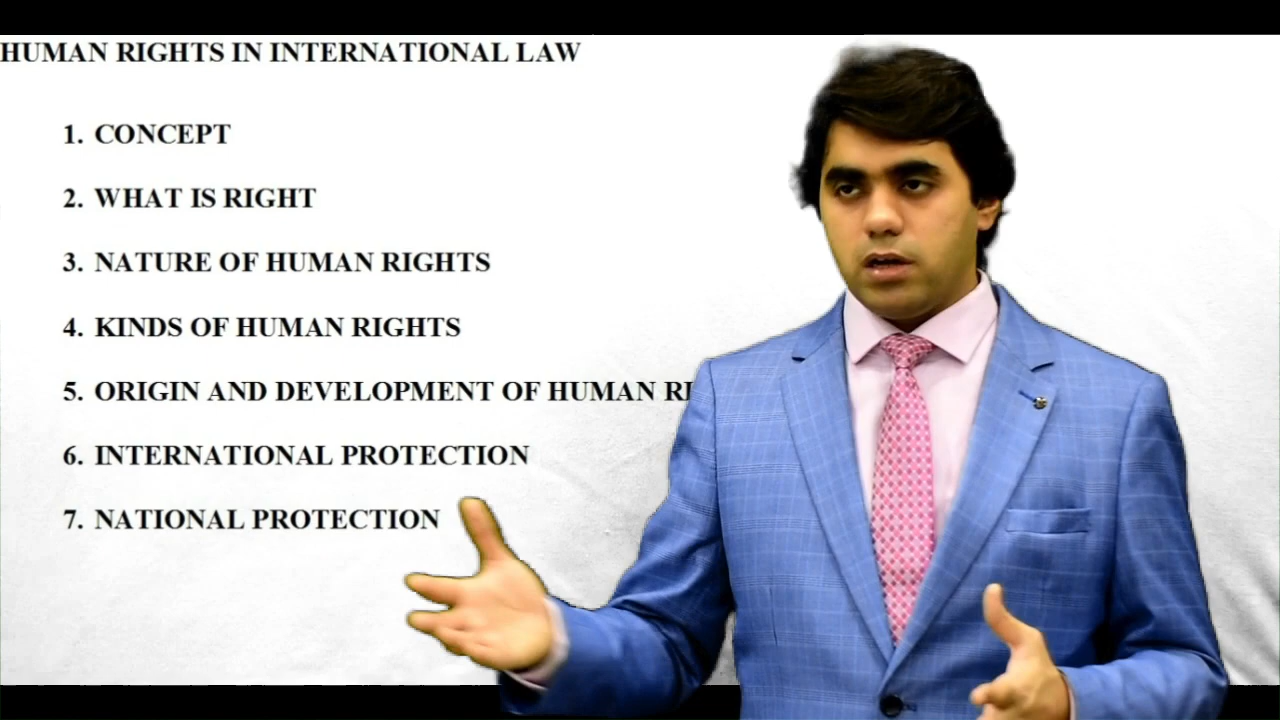 HUMAN RIGHTS IN INTERNATIONAL LAW
1. CONCEPT
2. WHAT IS RIGHT
3. NATURE OF HUMAN RIGHTS
4. KINDS OF HUMAN RIGHTS
5. ORIGIN AND DEVELOPMENT OF HUMAN
6. INTERNATIONAL PROTECTION
7. NATIONAL PROTECTION